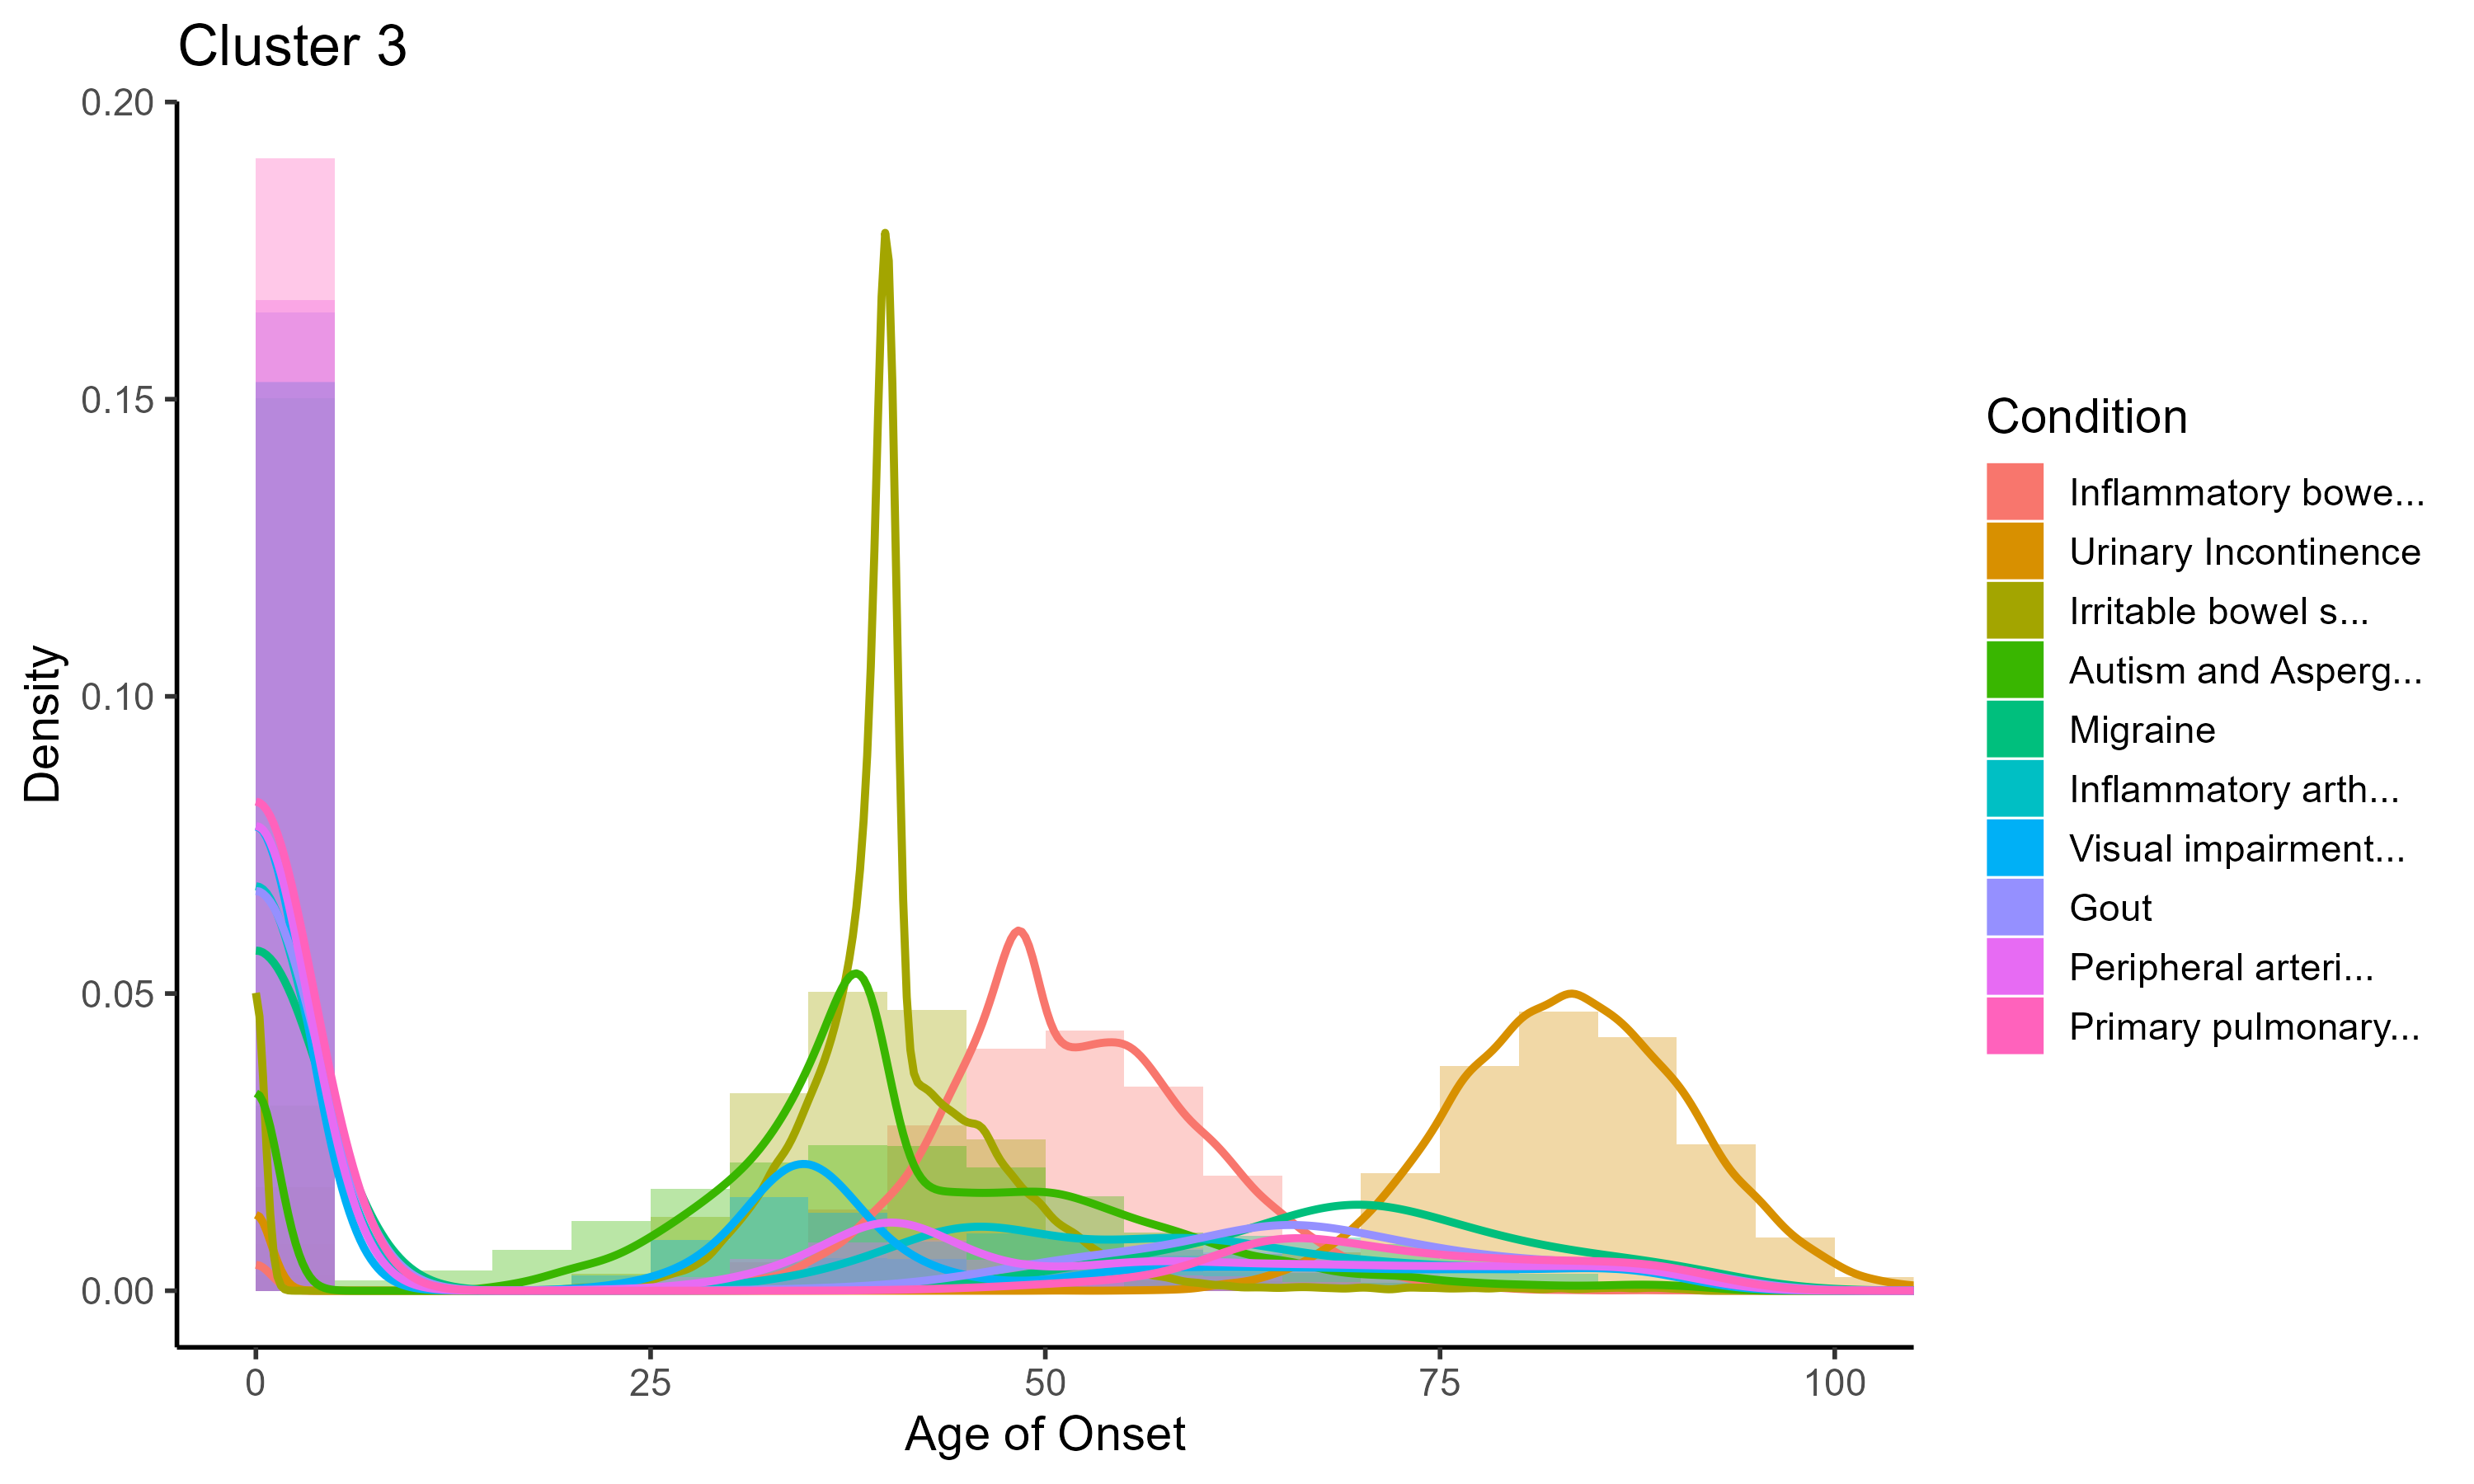 Cluster 3
0.20
0.15
0.10
0.05
0.00
Density
0
25
50
75
100
Age of Onset
Condition
Inflammatory bowe...
Urinary Incontinence
Irritable bowel s...
Autism and Asperg...
Migraine
Inflammatory arth...
Visual impairment...
Gout
Peripheral arteri...
Primary pulmonary...